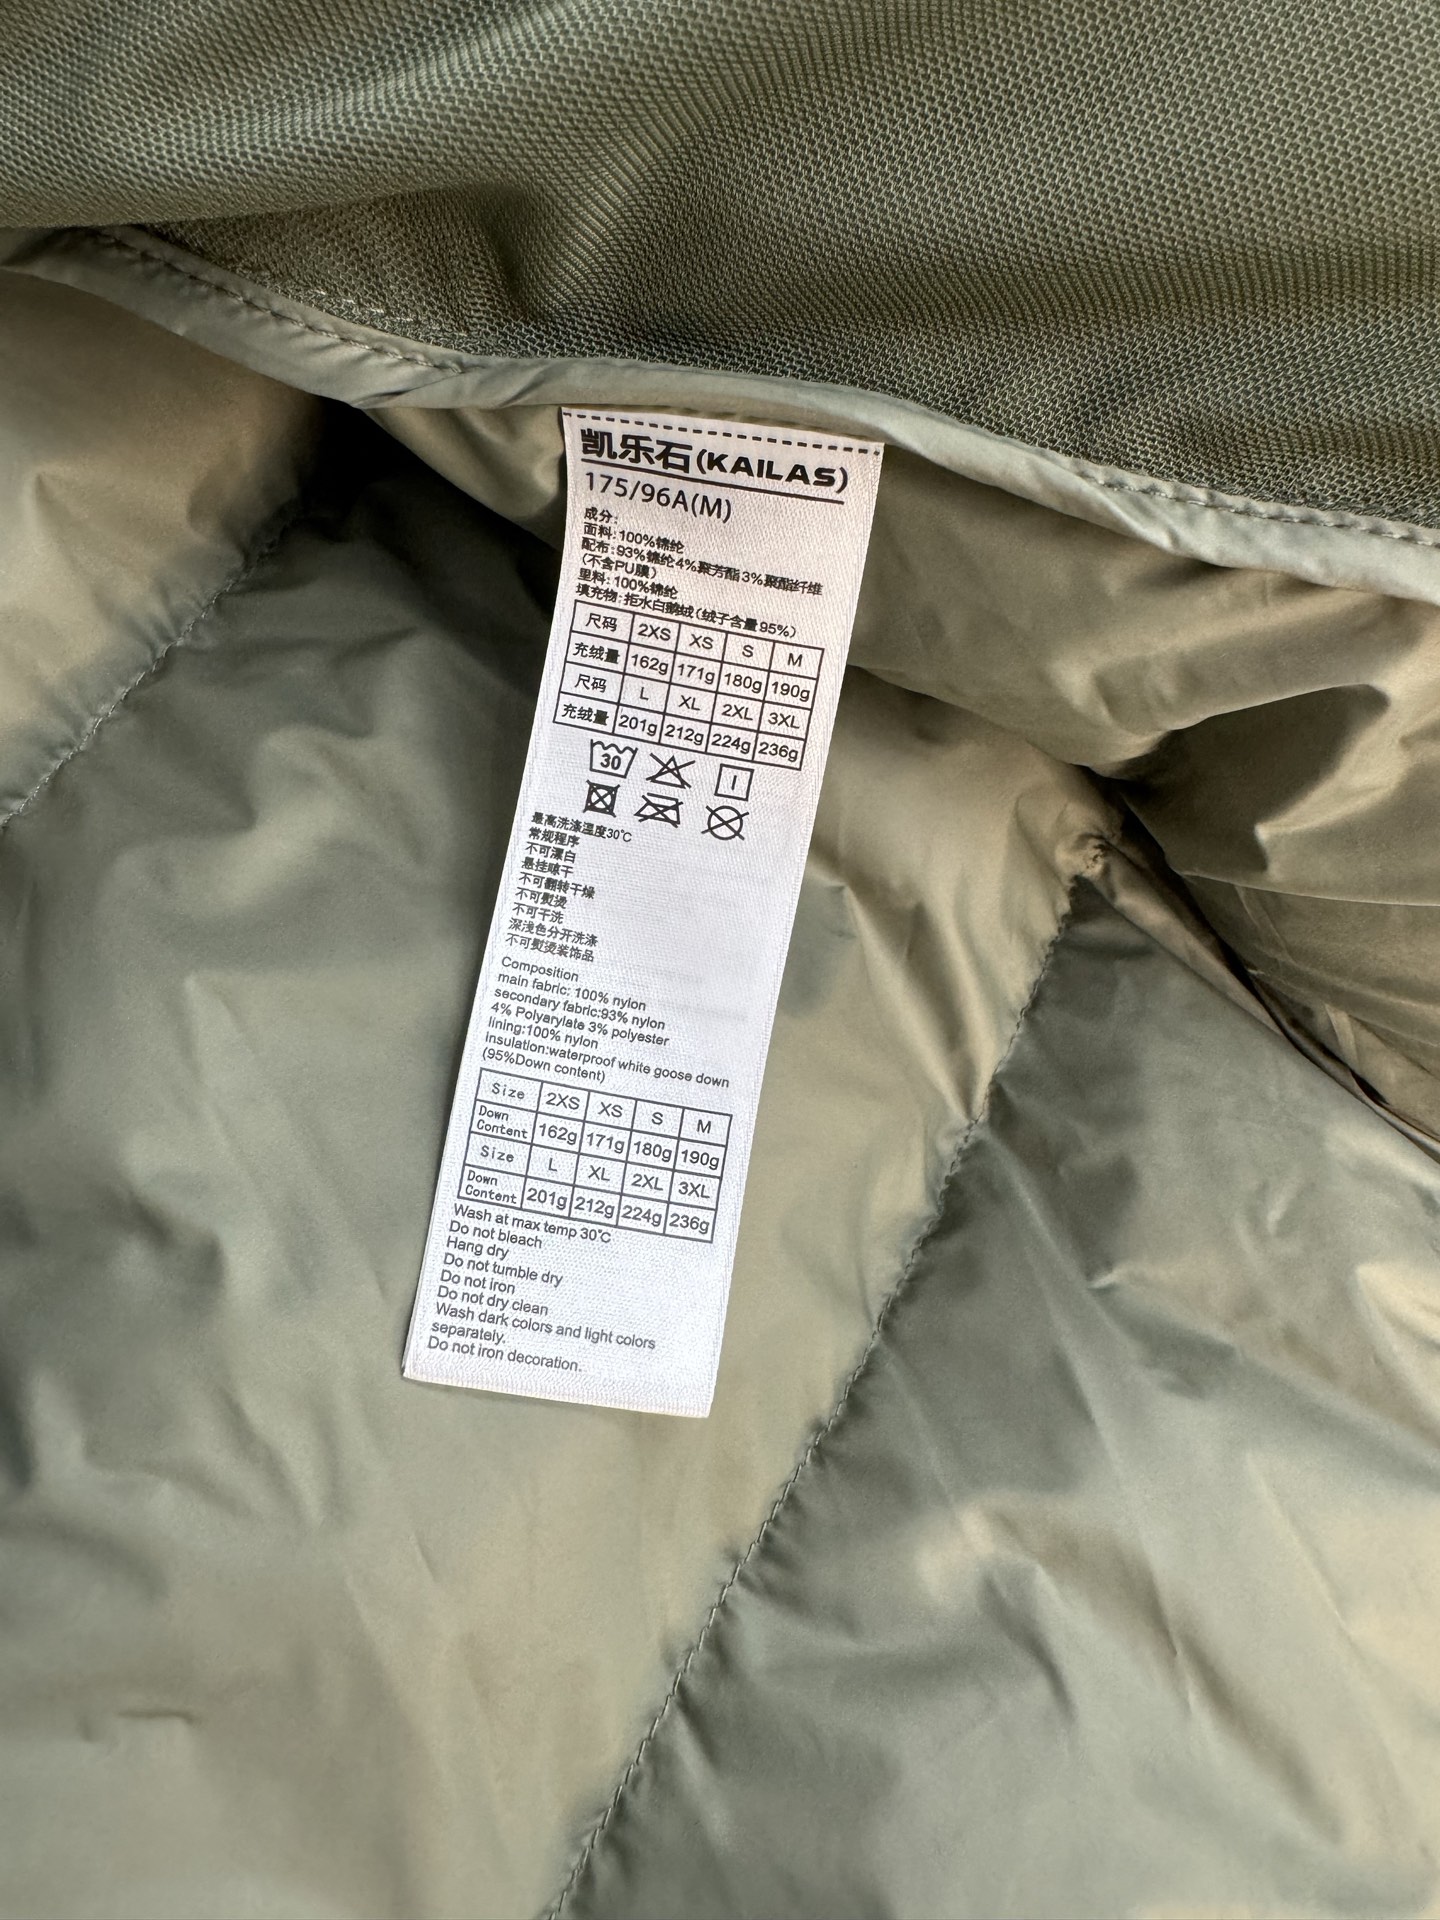 凯乐石(KAILAS)
175/96A(M)
成分:
面料:100%锦纶
配布:93%锦纶4%聚芳酯3%聚酯纤维
(不含PU膜)
里料:100%锦纶
填充物:拒水白鹅绒(绒子含量95%)
尺码 2XS XS S M
充绒量 162g 171g 180g 190g
尺码 L XL 2XL 3XL
充绒量 201g 212g 224g 236g
30
最高洗涤温度30℃
常规程序
不可漂白
悬挂晾干
不可翻转干燥
不可熨烫
不可干洗
深浅色分开洗涤
不可熨烫装饰品
Composition
main fabric: 100% nylon
secondary fabric:93% nylon
4% Polyarylate 3% polyester
lining:100% nylon
insulation:waterproof white goose down
(95%Down content)
Size 2XS XS S M
Down Content 162g 171g 180g 190g
Size L XL 2XL 3XL
Down Content 201g 212g 224g 236g
Wash at max temp 30℃
Do not bleach
Hang dry
Do not tumble dry
Do not iron
Do not dry clean
Wash dark colors and light colors
separately.
Do not iron decoration.